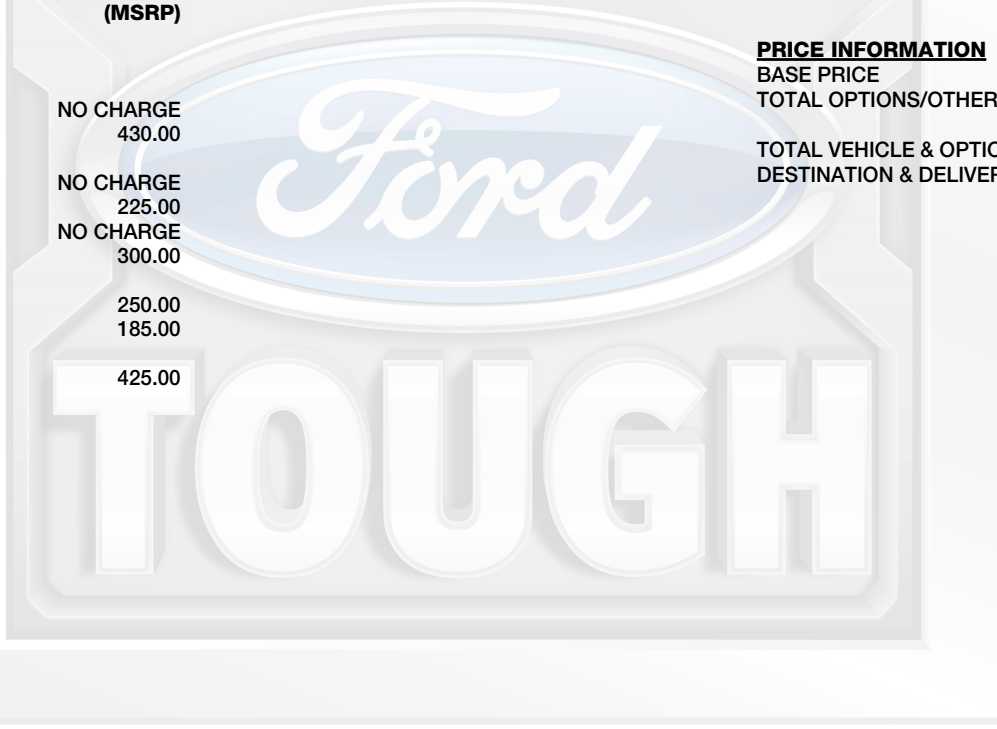 (MSRP)
NO CHARGE
430.00
NO CHARGE
225.00
NO CHARGE
300.00
250.00
185.00
425.00
PRICE INFORMATION
BASE PRICE
TOTAL OPTIONS/OTHER
TOTAL VEHICLE & OPTIO
DESTINATION & DELIVER
Ford
TOUGH